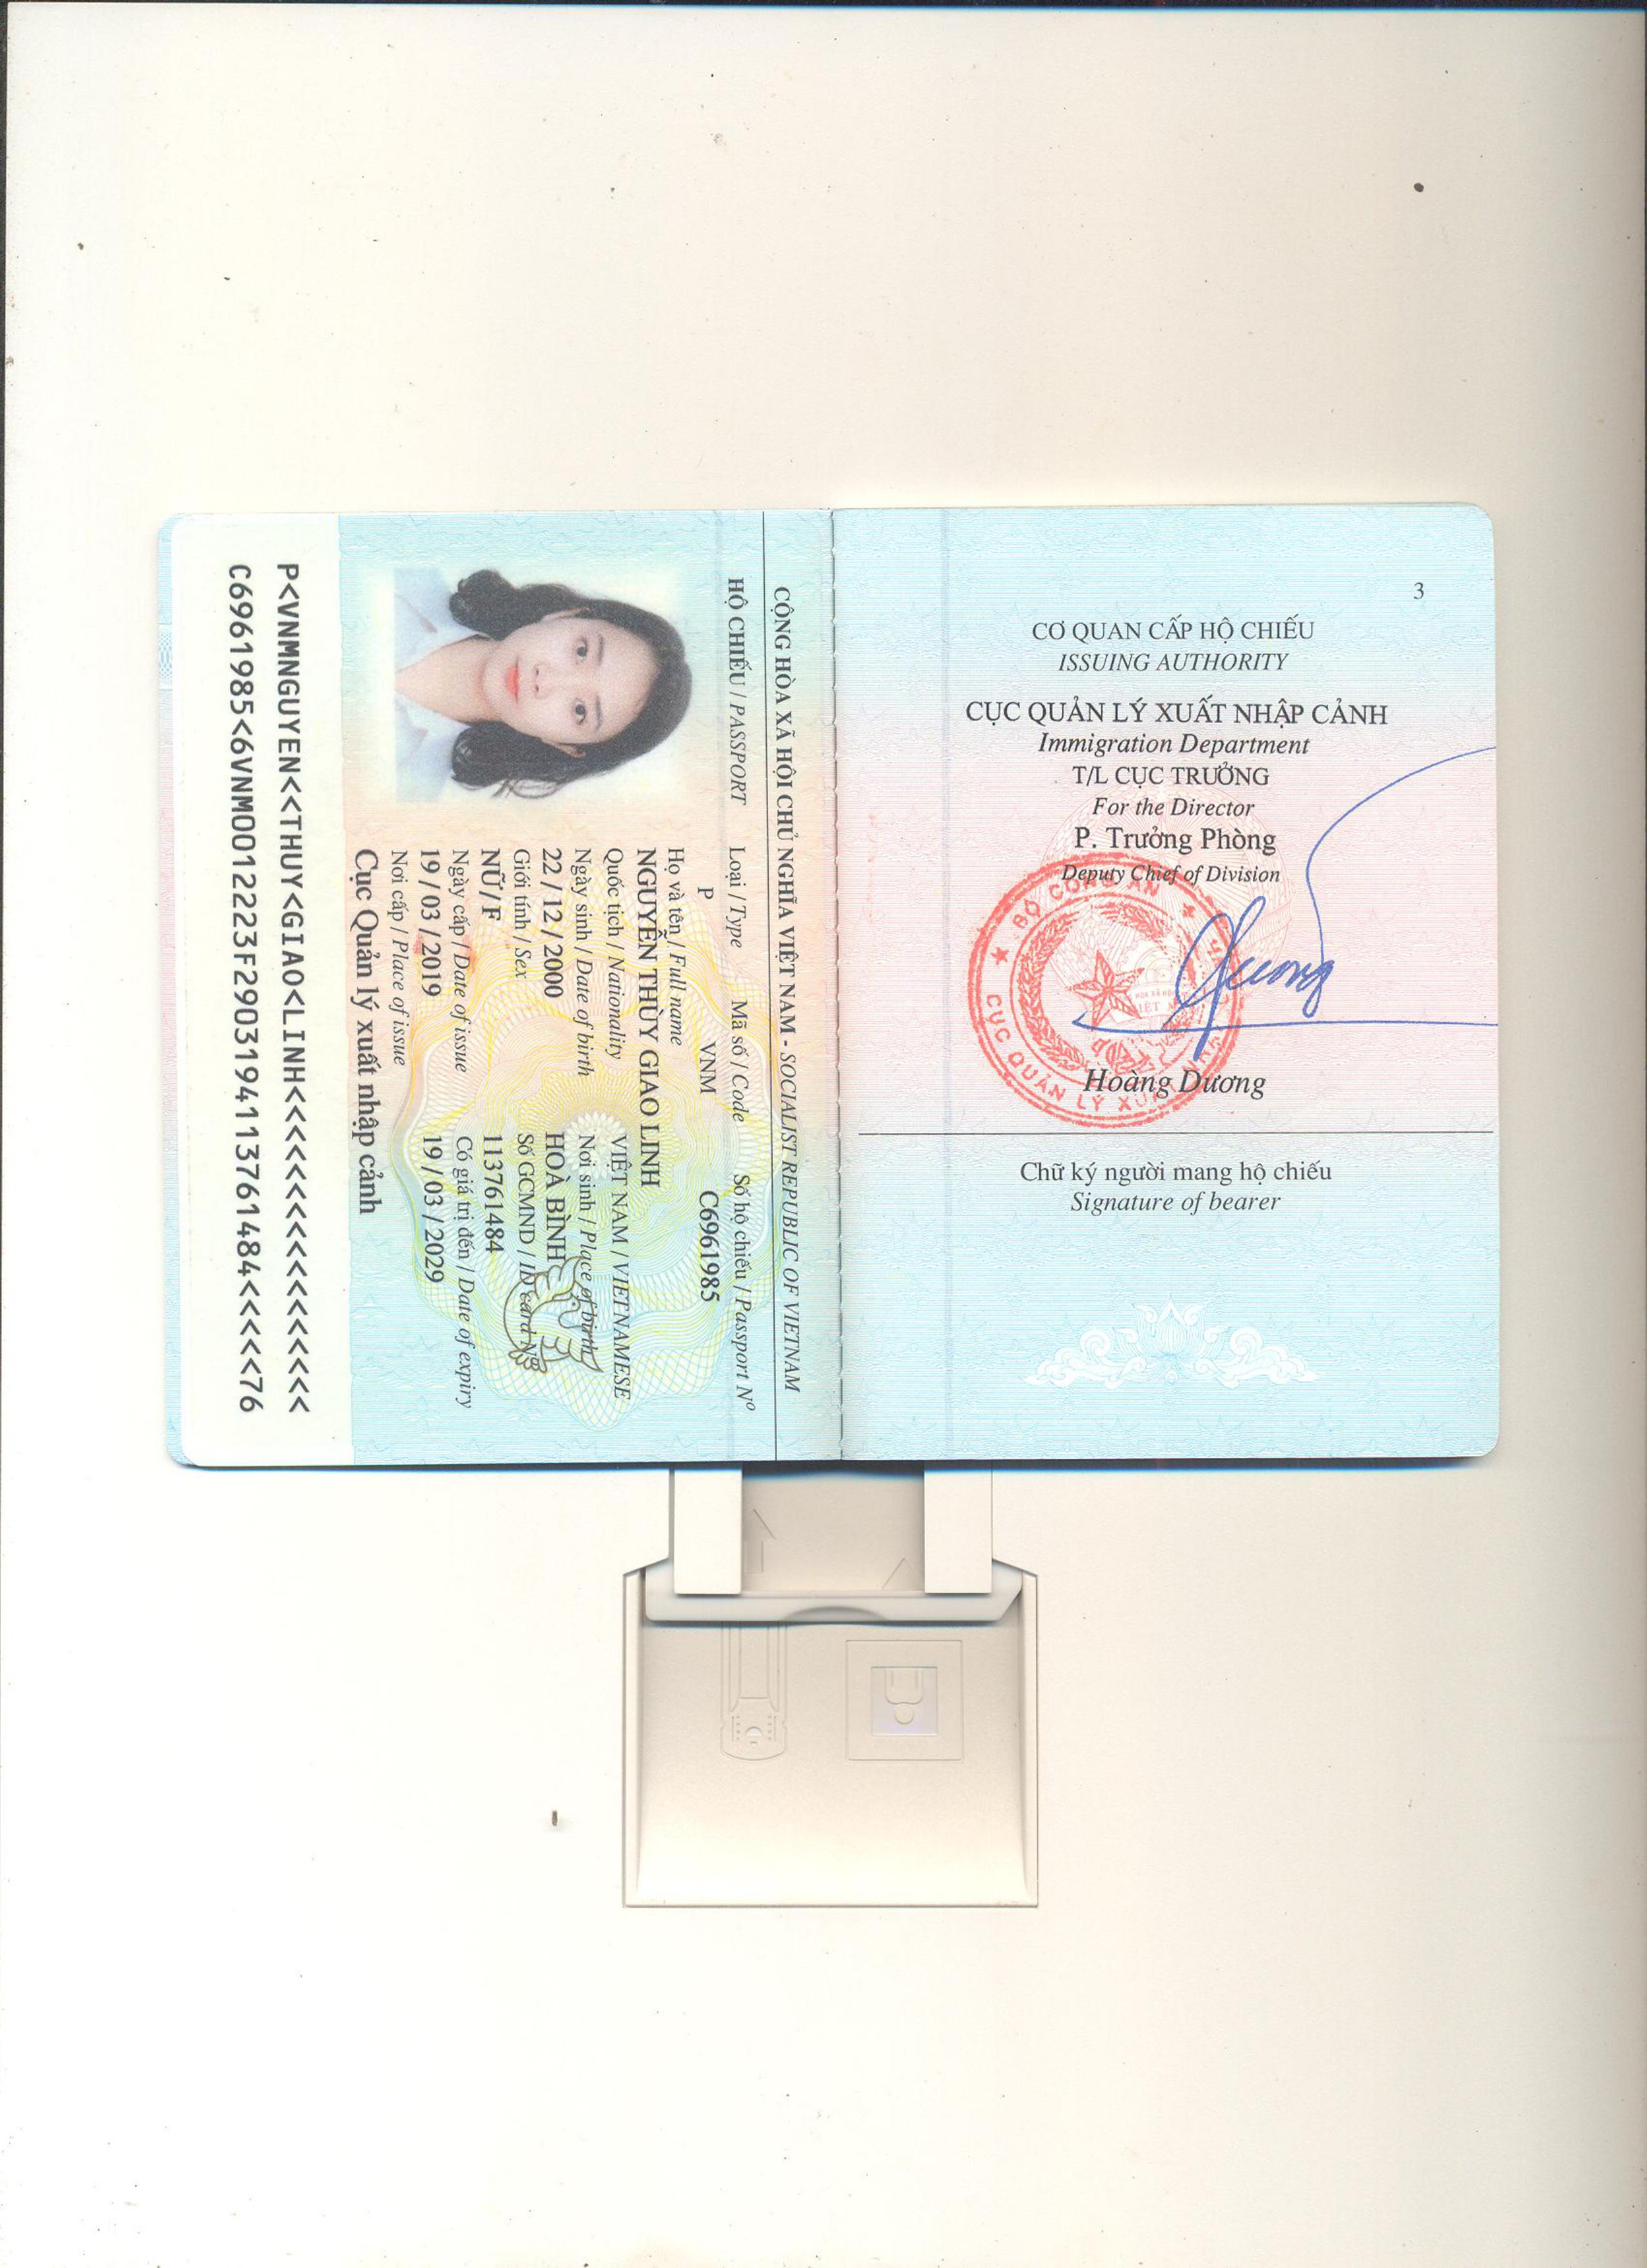 3
CƠ QUAN CẤP HỘ CHIẾU
ISSUING AUTHORITY
CỤC QUẢN LÝ XUẤT NHẬP CẢNH
Immigration Department
T/L CỤC TRƯỞNG
For the Director
P. Trưởng Phòng
Deputy Chief of Division
BỘ CÔNG AN
CỤC QUẢN LÝ
Hoàng Dương
Chữ ký người mang hộ chiếu
Signature of bearer
CỘNG HÒA XÃ HỘI CHỦ NGHĨA VIỆT NAM - SOCIALIST REPUBLIC OF VIETNAM
HỘ CHIẾU / PASSPORT Loại / Type Mã số / Code Số hộ chiếu / Passport Nº
P VNM C6961985
Họ và tên / Full name
NGUYỄN THÙY GIAO LINH
Quốc tịch / Nationality VIỆT NAM / VIETNAMESE
Ngày sinh / Date of birth Nơi sinh / Place of birth
22 / 12 / 2000 HOÀ BÌNH
Giới tính / Sex Số GCMND / ID card Nº
NỮ / F 113761484
Ngày cấp / Date of issue Có giá trị đến / Date of expiry
19 / 03 / 2019 19 / 03 / 2029
Nơi cấp / Place of issue
Cục Quản lý xuất nhập cảnh
P<VNMNGUYEN<<THUY<GIAO<LINH<<<<<<<<<<<<<<<<<
C6961985<6VNM0012223F2903194113761484<<<<<76